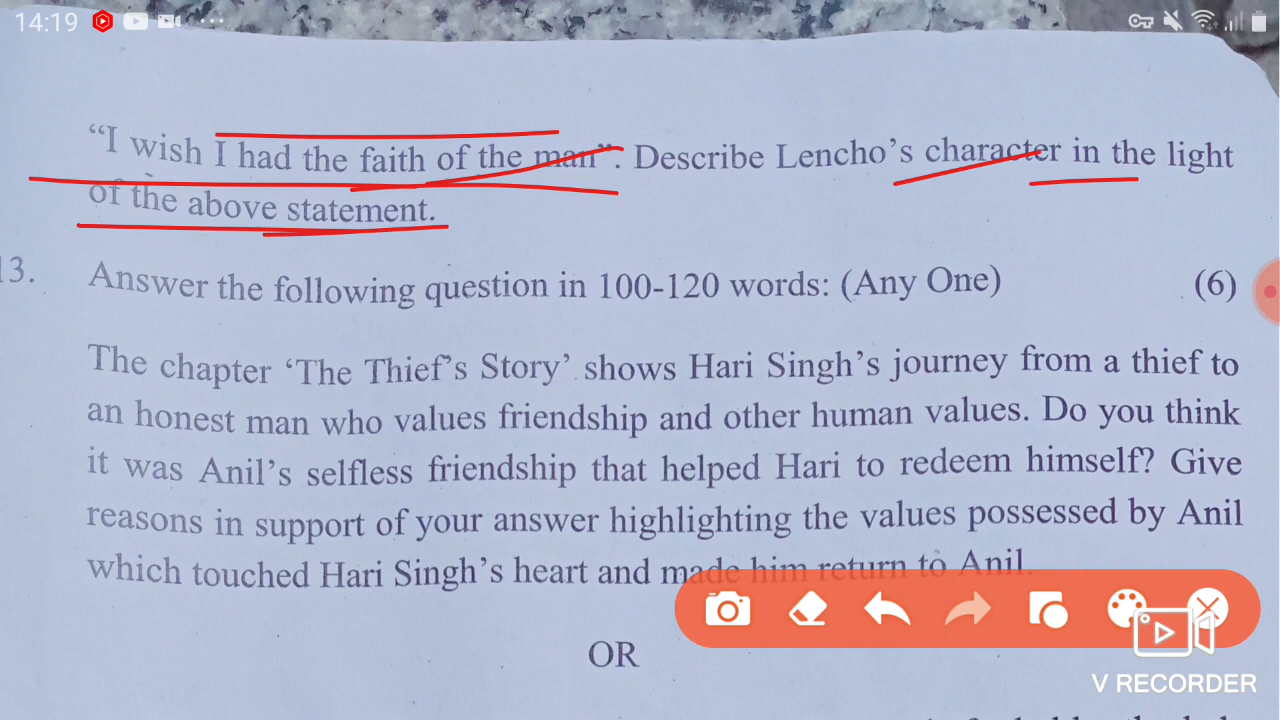 14:19
“I wish I had the faith of the man”. Describe Lencho’s character in the light
of the above statement.
13. Answer the following question in 100-120 words: (Any One) (6)
The chapter ‘The Thief’s Story’ shows Hari Singh’s journey from a thief to
an honest man who values friendship and other human values. Do you think
it was Anil’s selfless friendship that helped Hari to redeem himself? Give
reasons in support of your answer highlighting the values possessed by Anil
which touched Hari Singh’s heart and made him return to Anil.
OR
V RECORDER